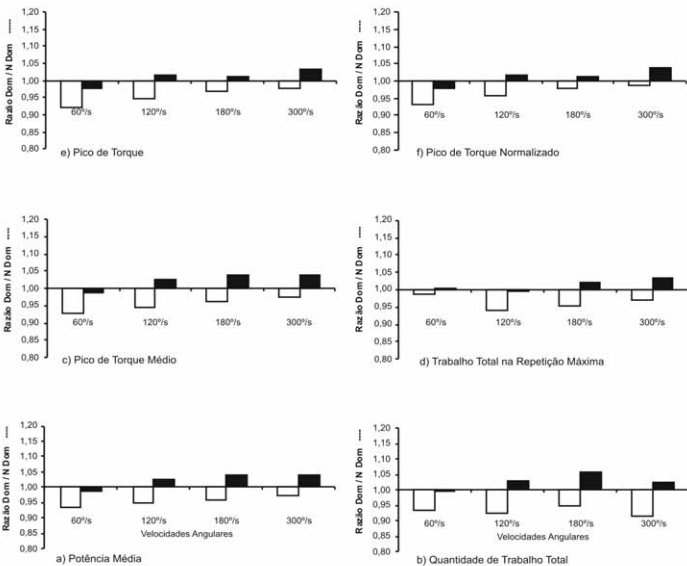 1,20
1,15
1,10
1,05
1,00
0,95
0,90
0,85
0,80
Razão Dom / N Dom ----
60º/s 120º/s 180º/s 300º/s
e) Pico de Torque
1,20
1,15
1,10
1,05
1,00
0,95
0,90
0,85
0,80
Razão Dom / N Dom ----
60º/s 120º/s 180º/s 300º/s
f) Pico de Torque Normalizado
1,20
1,15
1,10
1,05
1,00
0,95
0,90
0,85
0,80
Razão Dom / N Dom ----
60º/s 120º/s 180º/s 300º/s
c) Pico de Torque Médio
1,20
1,15
1,10
1,05
1,00
0,95
0,90
0,85
0,80
Razão Dom / N Dom ----
60º/s 120º/s 180º/s 300º/s
d) Trabalho Total na Repetição Máxima
1,20
1,15
1,10
1,05
1,00
0,95
0,90
0,85
0,80
Razão Dom / N Dom ----
60º/s 120º/s 180º/s 300º/s
Velocidades Angulares
a) Potência Média
1,20
1,15
1,10
1,05
1,00
0,95
0,90
0,85
0,80
Razão Dom / N Dom ----
60º/s 120º/s 180º/s 300º/s
Velocidades Angulares
b) Quantidade de Trabalho Total